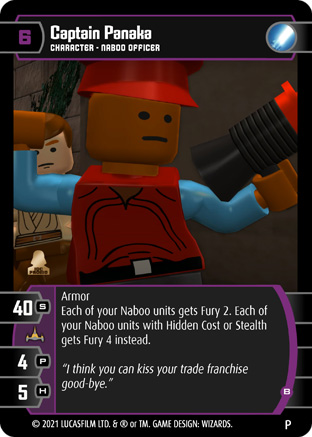 6
Captain Panaka
CHARACTER - NABOO OFFICER
40 S
4 P
5 H
Armor
Each of your Naboo units gets Fury 2. Each of
your Naboo units with Hidden Cost or Stealth
gets Fury 4 instead.
"I think you can kiss your trade franchise
good-bye."
B
© 2021 LUCASFILM LTD. & ® or TM. GAME DESIGN: WIZARDS.
P